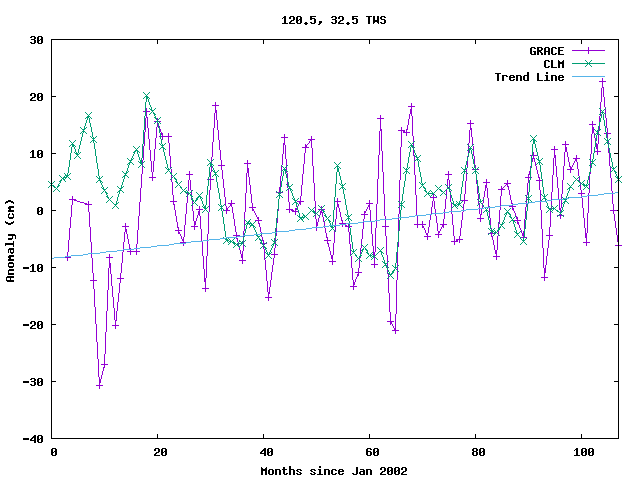 120.5, 32.5 TWS
GRACE
CLM
Trend Line
30
20
10
0
-10
-20
-30
-40
Anomaly (cm)
0 20 40 60 80 100
Months since Jan 2002